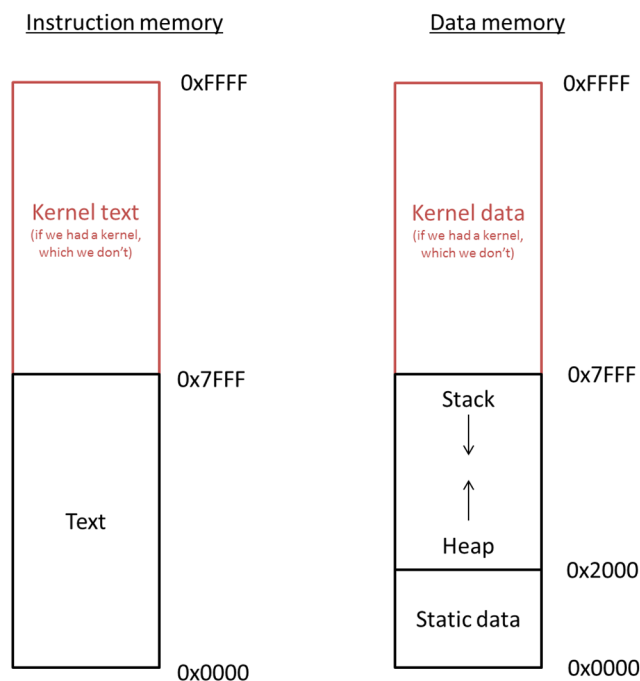 Instruction memory
0xFFFF
Kernel text
(if we had a kernel,
which we don't)
0x7FFF
Text
0x0000
Data memory
0xFFFF
Kernel data
(if we had a kernel,
which we don't)
0x7FFF
Stack
Heap
0x2000
Static data
0x0000